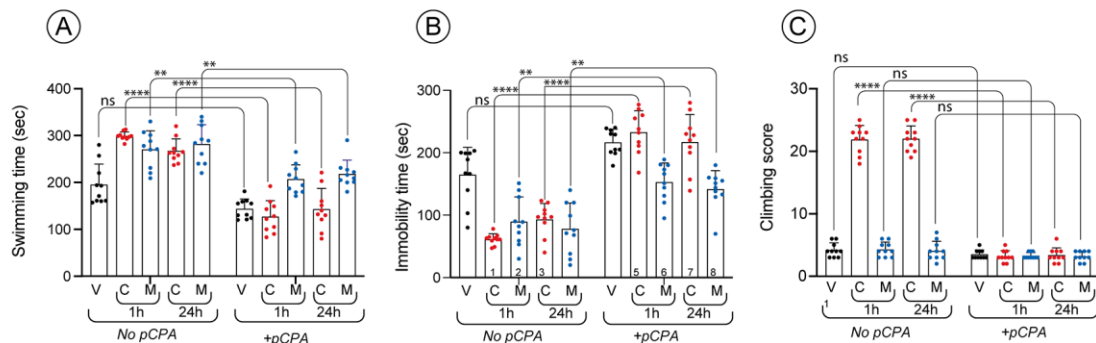 A
Swimming time (sec)
400
300
200
100
0
ns
****
**
****
**
V
C
M
C
M
C
M
C
M
1h
24h
1h
24h
No pCPA
+pCPA
B
Immobility time (sec)
300
200
100
0
ns
****
**
****
**
1
2
3
5
6
7
8
V
C
M
C
M
C
M
C
M
1h
24h
1h
24h
No pCPA
+pCPA
C
Climbing score
30
20
10
0
ns
ns
****
****
ns
V
C
M
C
M
V
C
M
C
M
1
1h
24h
1h
24h
No pCPA
+pCPA